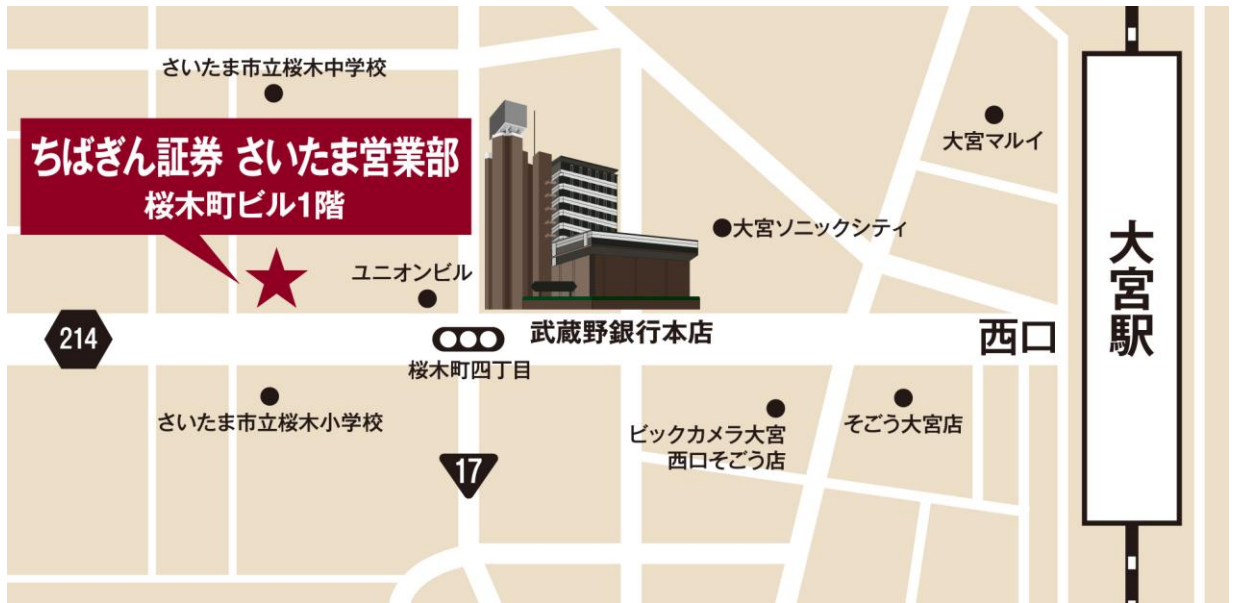 さいたま市立桜木中学校
ちばぎん証券 さいたま営業部
桜木町ビル1階
大宮マルイ
大宮ソニックシティ
ユニオンビル
大宮駅
214
武蔵野銀行本店
西口
桜木町四丁目
さいたま市立桜木小学校
ビックカメラ大宮
西口そごう店
そごう大宮店
17